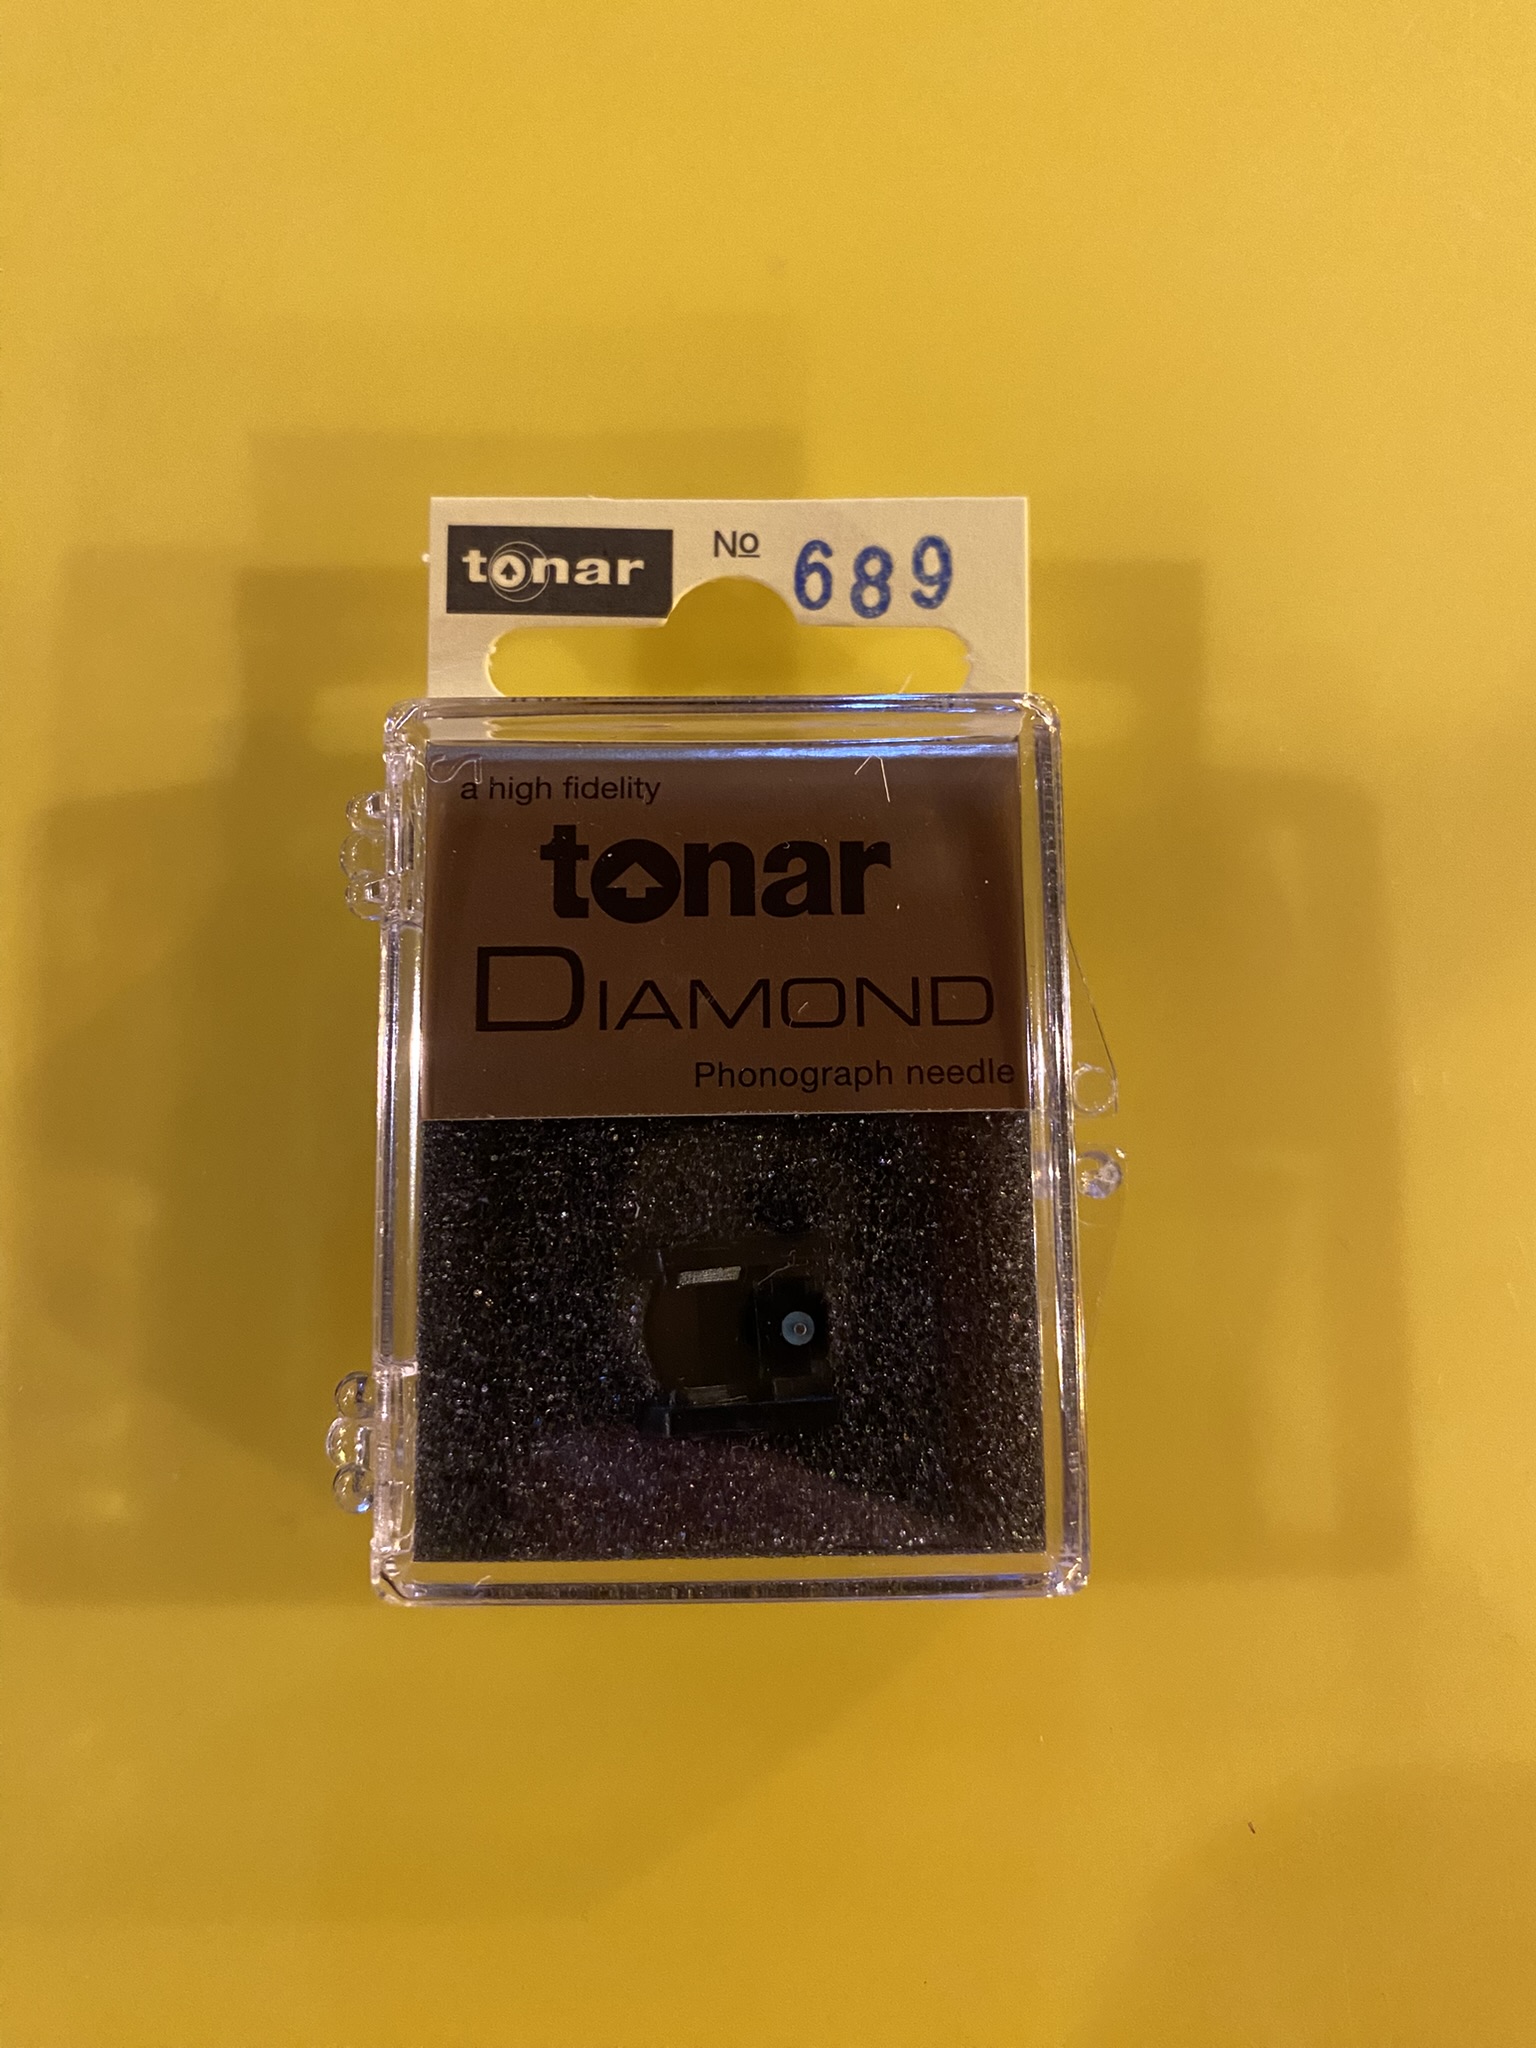 tonar No 689
a high fidelity
tonar
DIAMOND
Phonograph needle